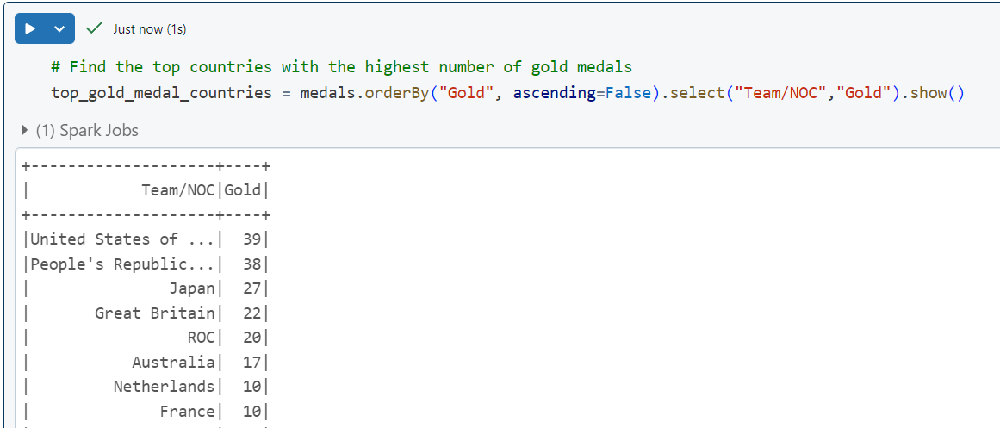 Just now (1s)
# Find the top countries with the highest number of gold medals
top_gold_medal_countries = medals.orderBy("Gold", ascending=False).select("Team/NOC","Gold").show()
(1) Spark Jobs
+--------------------+----+
|            Team/NOC|Gold|
+--------------------+----+
|United States of ...|  39|
|People's Republic...|  38|
|               Japan|  27|
|       Great Britain|  22|
|                 ROC|  20|
|           Australia|  17|
|         Netherlands|  10|
|              France|  10|